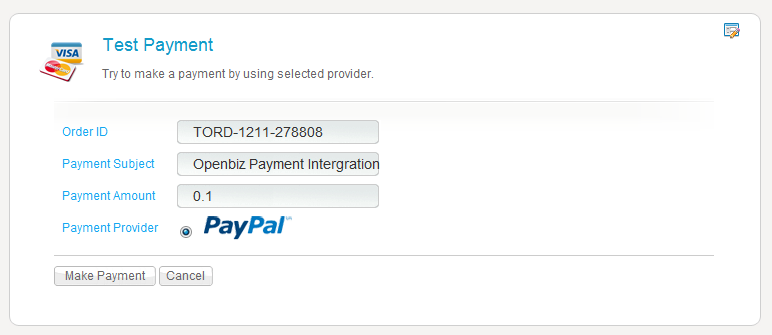 VISA
MasterCard
Test Payment
Try to make a payment by using selected provider.
Order ID TORD-1211-278808
Payment Subject Openbiz Payment Intergration
Payment Amount 0.1
Payment Provider PayPal
Make Payment Cancel